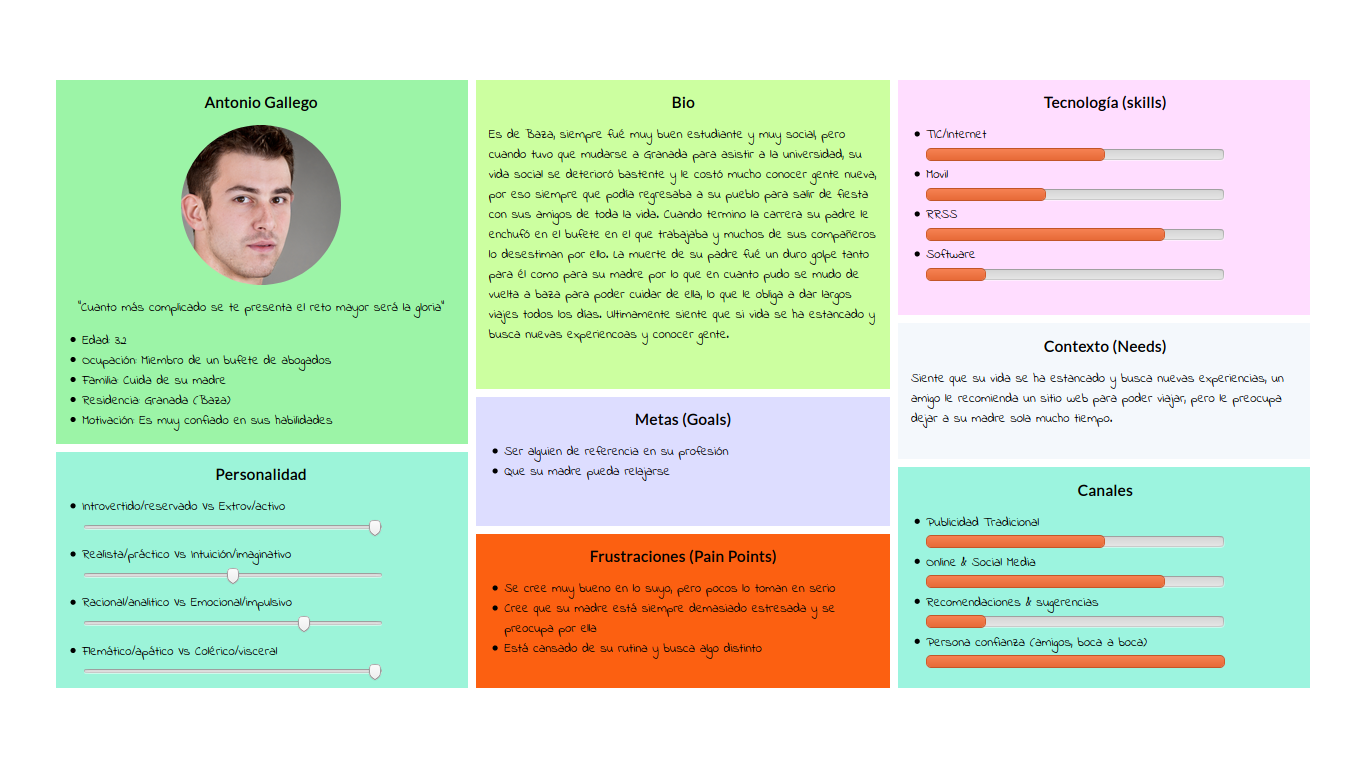 Antonio Gallego
"Cuanto más complicado se te presenta el reto mayor será la gloria"
Edad: 32
Ocupación: Miembro de un bufete de abogados
Familia: Cuida de su madre
Residencia: Granada (Baza)
Motivación: Es muy confiado en sus habilidades
Personalidad
Introvertido/reservado Vs Extrov/activo
Realista/práctico Vs Intuición/imaginativo
Racional/analitico Vs Emocional/impulsivo
Flemático/apático Vs Colérico/visceral
Bio
Es de Baza, siempre fué muy buen estudiante y muy social, pero
cuando tuvo que mudarse a Granada para asistir a la universidad, su
vida social se deterioró bastente y le costó mucho conocer gente nueva,
por eso siempre que podía regresaba a su pueblo para salir de fiesta
con sus amigos de toda la vida. Cuando termino la carrera su padre le
enchufó en el bufete en el que trabajaba y muchos de sus compañeros
lo desestiman por ello. La muerte de su padre fué un duro golpe tanto
para él como para su madre por lo que en cuanto pudo se mudo de
vuelta a baza para poder cuidar de ella, lo que le obliga a dar largos
viajes todos los días. Ultimamente siente que si vida se ha estancado y
busca nuevas experiencoas y conocer gente.
Metas (Goals)
Ser alguien de referencia en su profesión
Que su madre pueda relajarse
Frustraciones (Pain Points)
Se cree muy bueno en lo suyo, pero pocos lo toman en serio
Cree que su madre está siempre demasiado estresada y se
preocupa por ella
Está cansado de su rutina y busca algo distinto
Tecnología (skills)
TIC/Internet
Movil
RRSS
Software
Contexto (Needs)
Siente que su vida se ha estancado y busca nuevas experiencias, un
amigo le recomienda un sitio web para poder viajar, pero le preocupa
dejar a su madre sola mucho tiempo.
Canales
Publicidad Tradicional
Online & Social Media
Recomendaciones & sugerencias
Persona confianza (amigos, boca a boca)